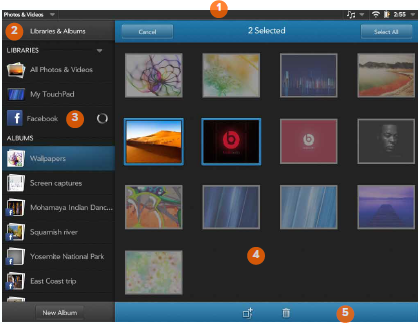 1
Photos & Videos
2:55
2
Libraries & Albums
Cancel
2 Selected
Select All
LIBRARIES
All Photos & Videos
My TouchPad
Facebook
3
ALBUMS
Wallpapers
Screen captures
Mohamaya Indian Danc...
Squamish river
Yosemite National Park
4
East Coast trip
New Album
5